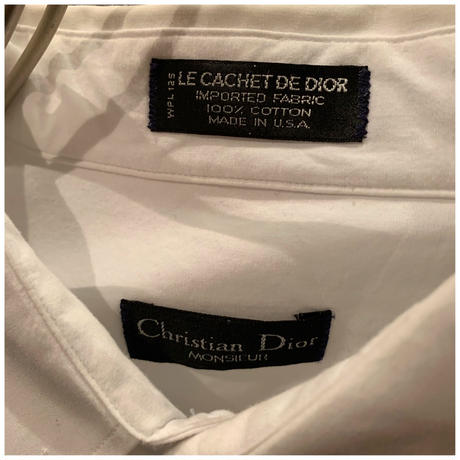 WPL 125
LE CACHET DE DIOR
IMPORTED FABRIC
100% COTTON
MADE IN U.S.A.
Christian Dior
MONSIEUR